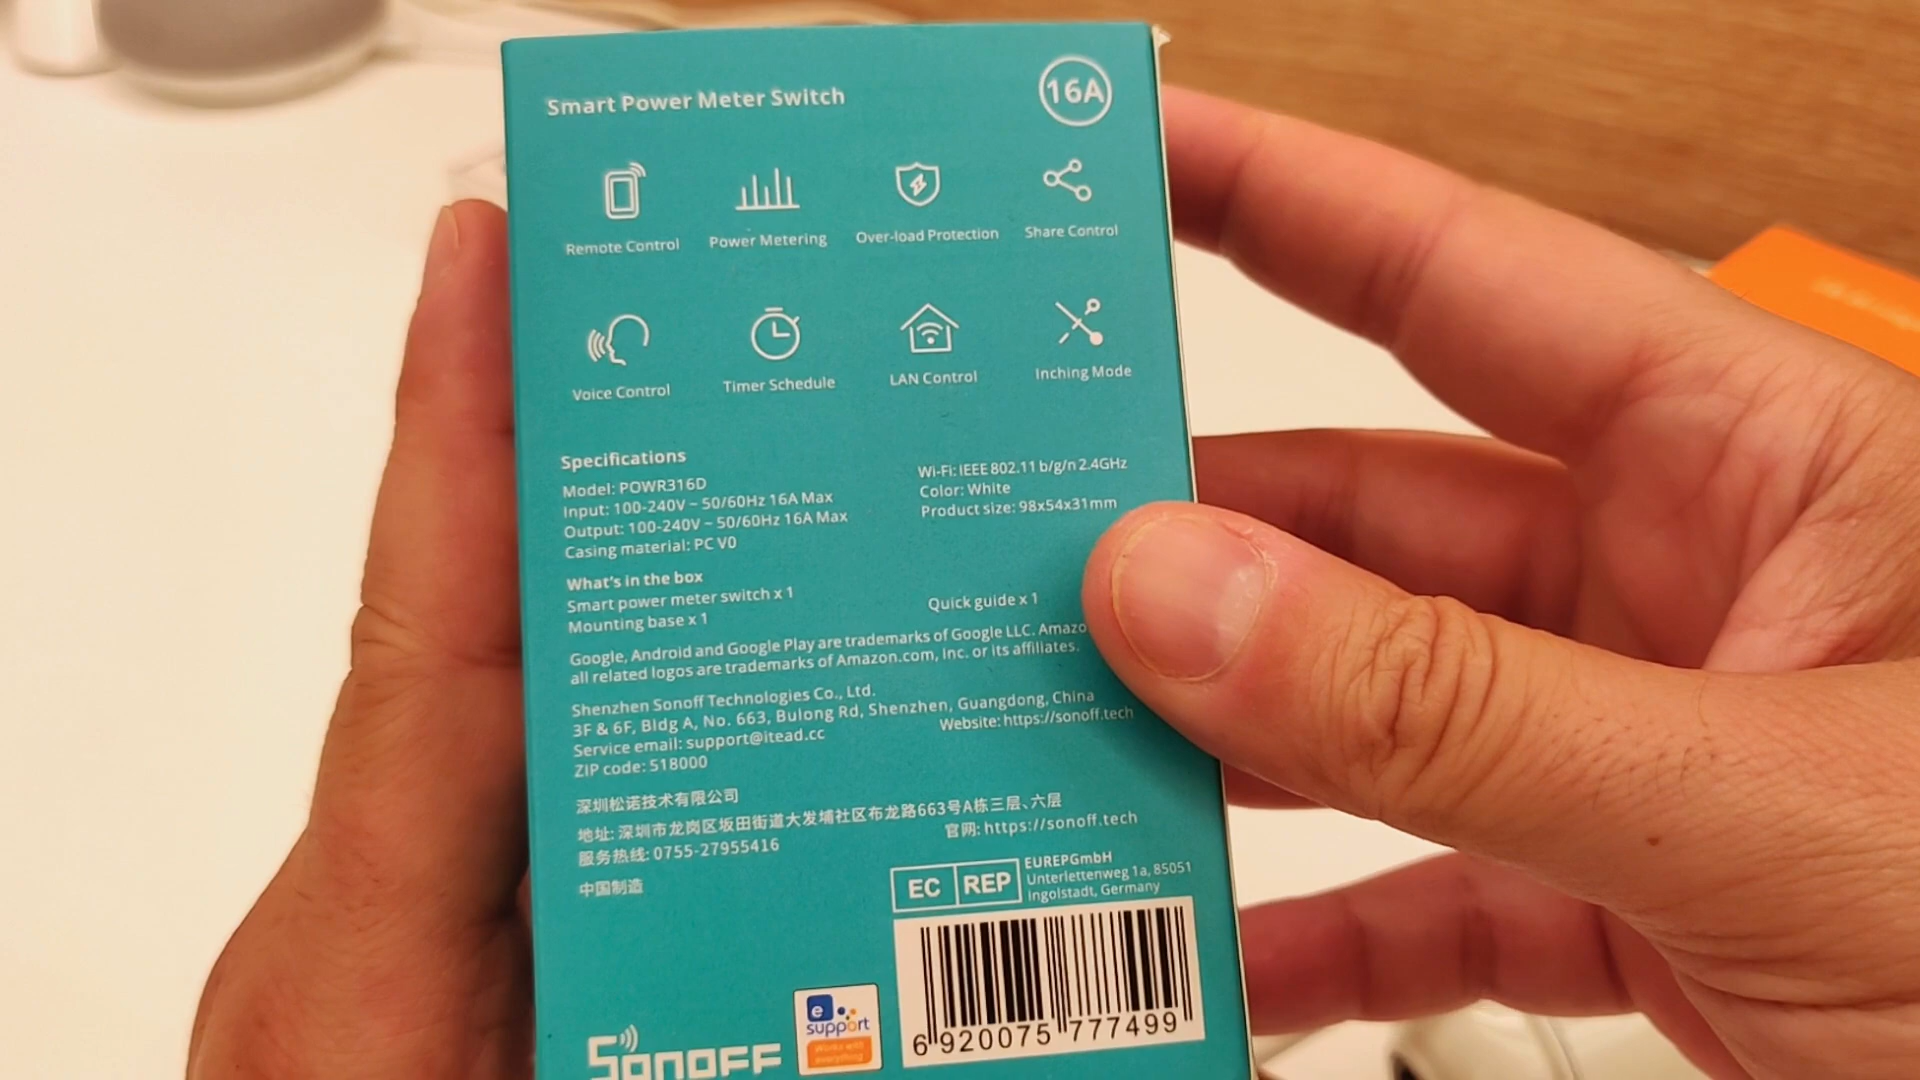 Smart Power Meter Switch
16A
Remote Control
Power Metering
Over-load Protection
Share Control
Voice Control
Timer Schedule
LAN Control
Inching Mode
Specifications
Model: POWR316D
Input: 100-240V ~ 50/60Hz 16A Max
Output: 100-240V ~ 50/60Hz 16A Max
Casing material: PC V0
Wi-Fi: IEEE 802.11 b/g/n 2.4GHz
Color: White
Product size: 98x54x31mm
What's in the box
Smart power meter switch x 1
Mounting base x 1
Quick guide x 1
Google, Android and Google Play are trademarks of Google LLC.
all related logos are trademarks of Amazon.com, Inc. or its affiliates.
Shenzhen Sonoff Technologies Co., Ltd.
3F & 6F, Bldg A, No. 663, Bulong Rd, Shenzhen, Guangdong, China
Service email: support@itead.cc
Website: https://sonoff.tech
ZIP code: 518000
深圳松诺技术有限公司
地址: 深圳市龙岗区坂田街道大发埔社区布龙路663号A栋三层、六层
服务热线: 0755-27955416
官网: https://sonoff.tech
中国制造
EC REP
EUREPGmbH
Unterlettenweg 1a, 85051
Ingolstadt, Germany
e
support
Works with
everything
SONOFF
6 920075 777499